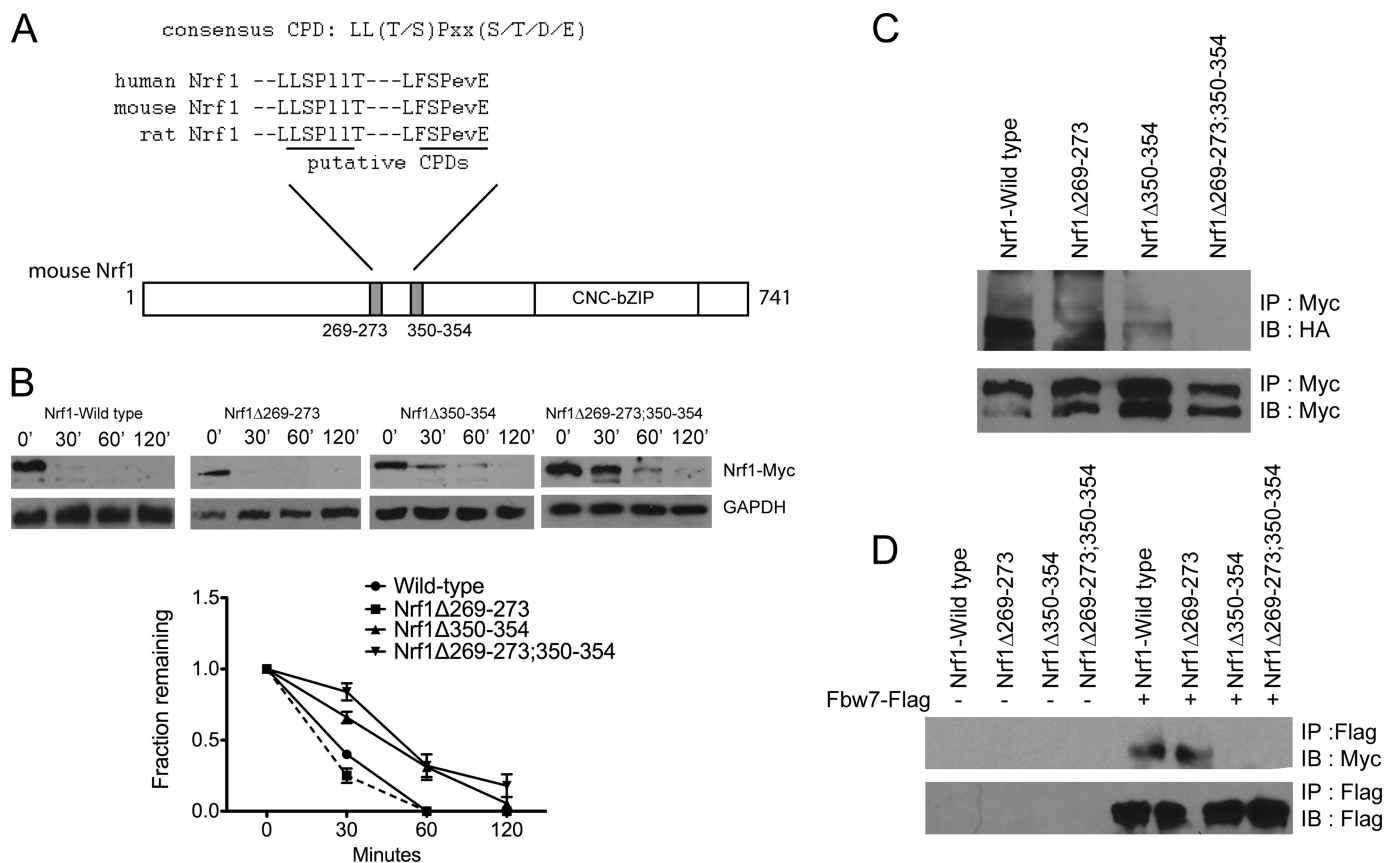 A
consensus CPD: LL(T/S)Pxx(S/T/D/E)
human Nrf1 --LLSPllT---LFSPevE
mouse Nrf1 --LLSPllT---LFSPevE
rat Nrf1 --LLSPllT---LFSPevE
putative CPDs
mouse Nrf1
1
CNC-bZIP
741
269-273
350-354
B
Nrf1-Wild type
Nrf1Δ269-273
Nrf1Δ350-354
Nrf1Δ269-273;350-354
0' 30' 60' 120'
0' 30' 60' 120'
0' 30' 60' 120'
0' 30' 60' 120'
Nrf1-Myc
GAPDH
Wild-type
Nrf1Δ269-273
Nrf1Δ350-354
Nrf1Δ269-273;350-354
Fraction remaining
1.5
1.0
0.5
0.0
0 30 60 120
Minutes
C
Nrf1-Wild type
Nrf1Δ269-273
Nrf1Δ350-354
Nrf1Δ269-273;350-354
IP : Myc
IB : HA
IP : Myc
IB : Myc
D
Nrf1-Wild type
Nrf1Δ269-273
Nrf1Δ350-354
Nrf1Δ269-273;350-354
Nrf1-Wild type
Nrf1Δ269-273
Nrf1Δ350-354
Nrf1Δ269-273;350-354
Fbw7-Flag - - - - + + + +
IP :Flag
IB : Myc
IP : Flag
IB : Flag